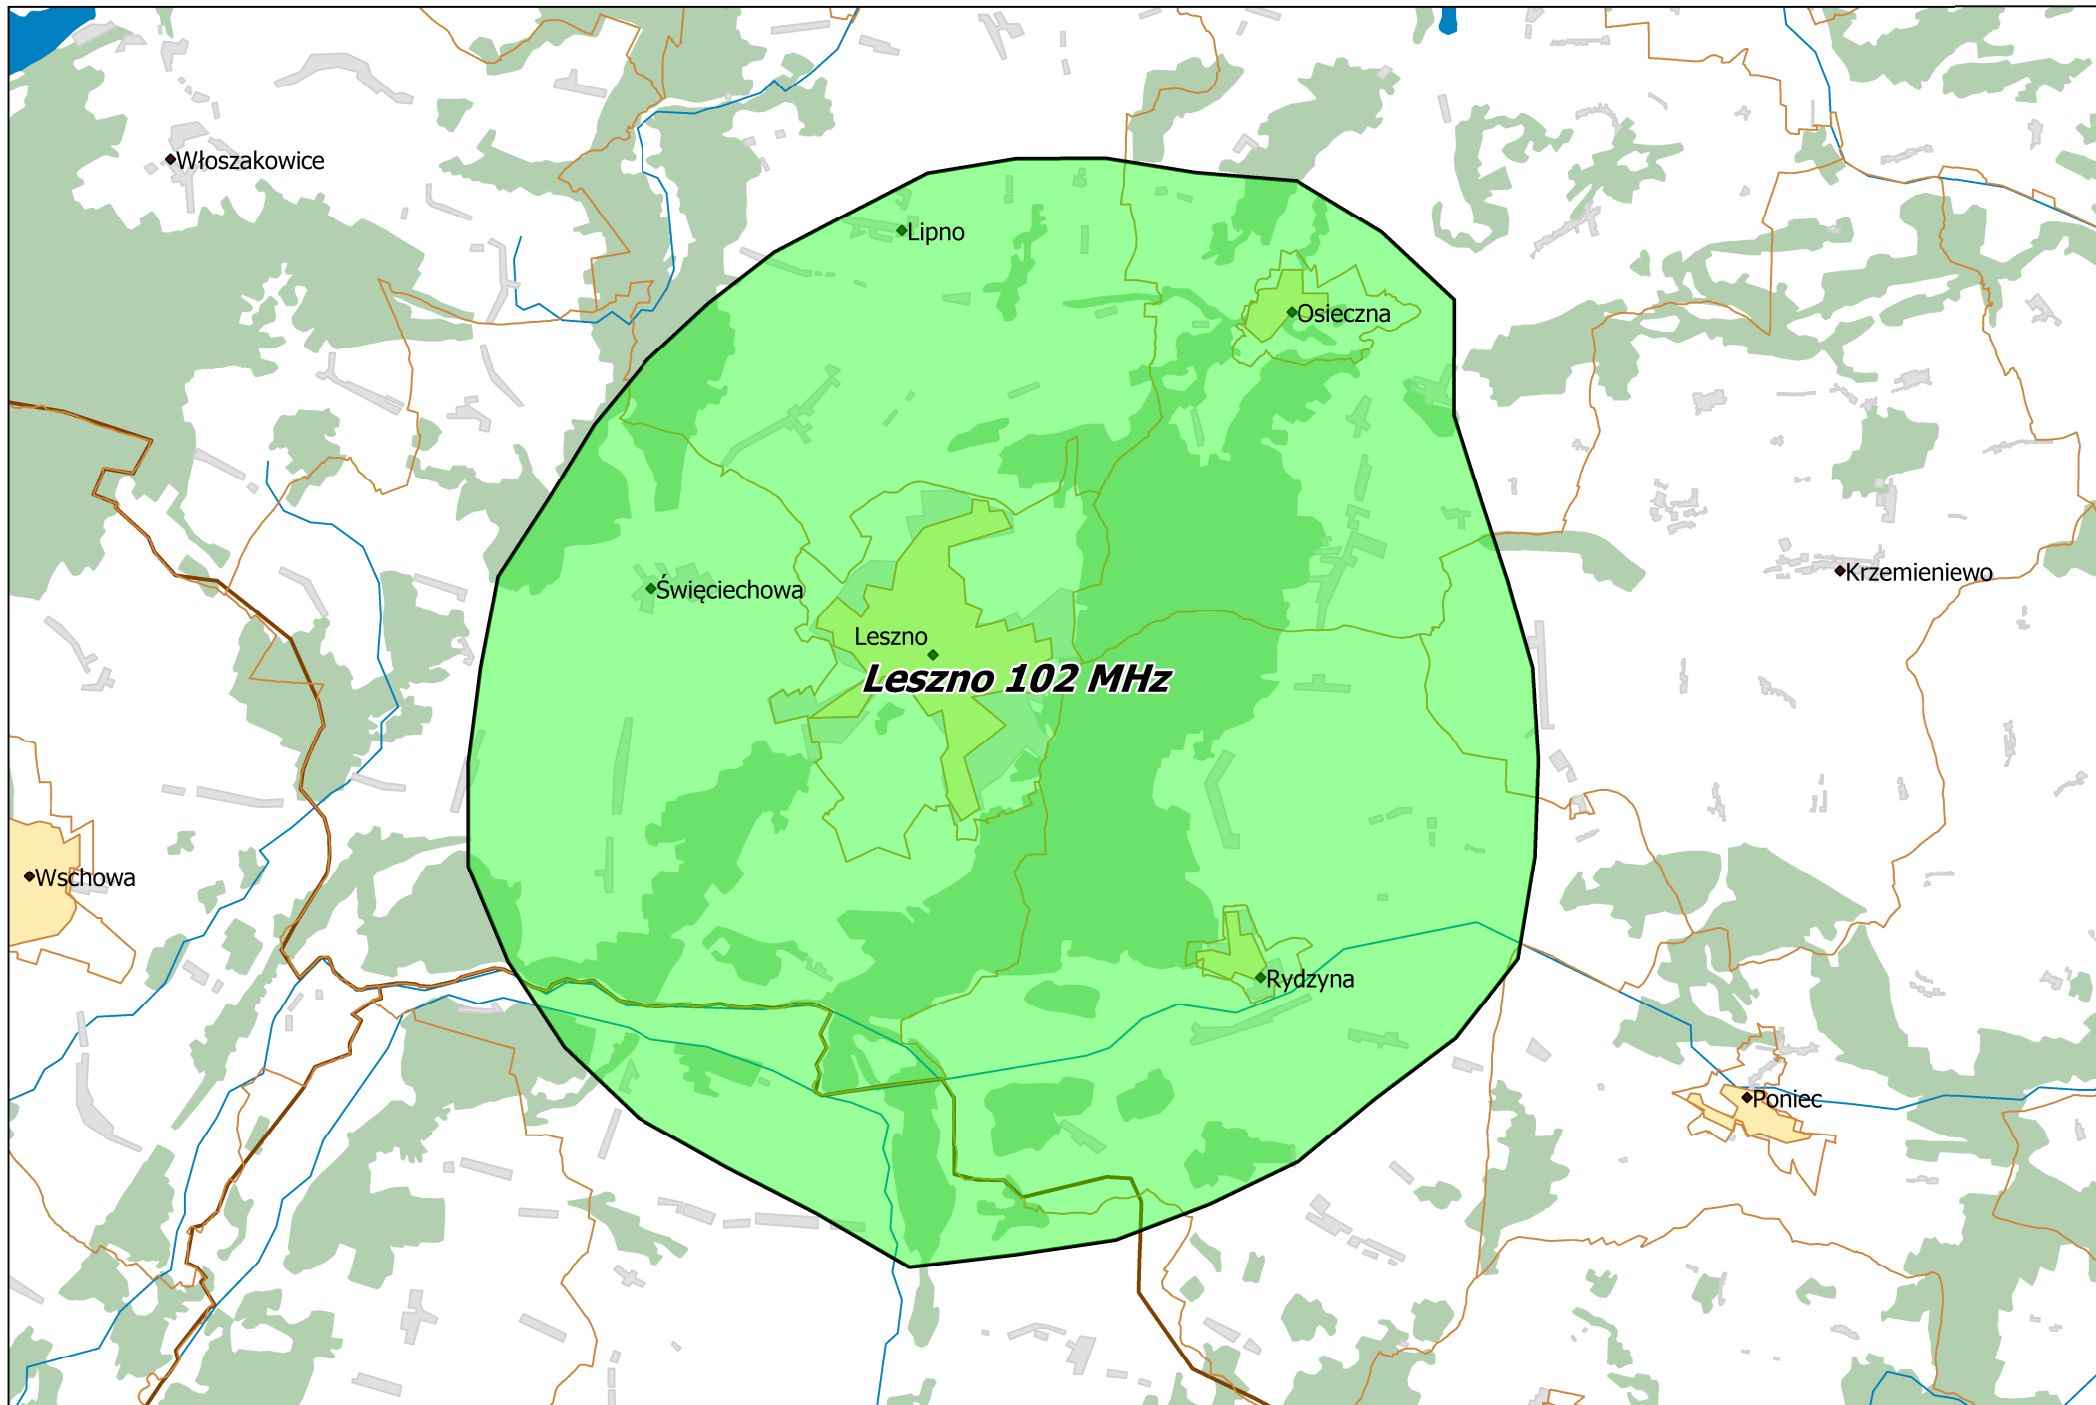 Włoszakowice
Lipno
Osieczna
Krzemieniewo
Święciechowa
Leszno
Leszno 102 MHz
Wschowa
Rydzyna
Poniec